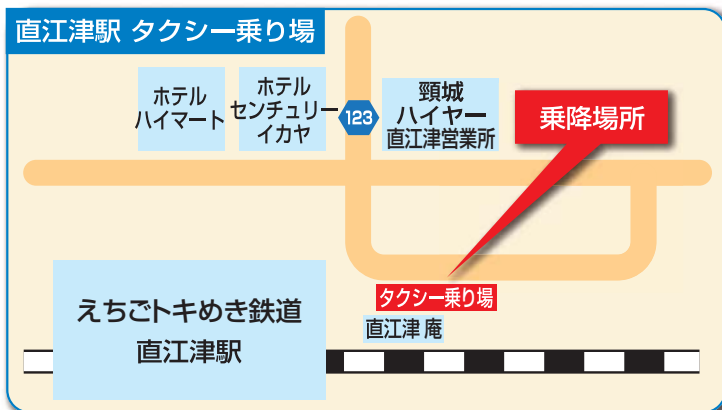 直江津駅 タクシー乗り場
ホテル
ハイマート
ホテル
センチュリー
イカヤ
123
頸城
ハイヤー
直江津営業所
乗降場所
タクシー乗り場
直江津 庵
えちごトキめき鉄道
直江津駅